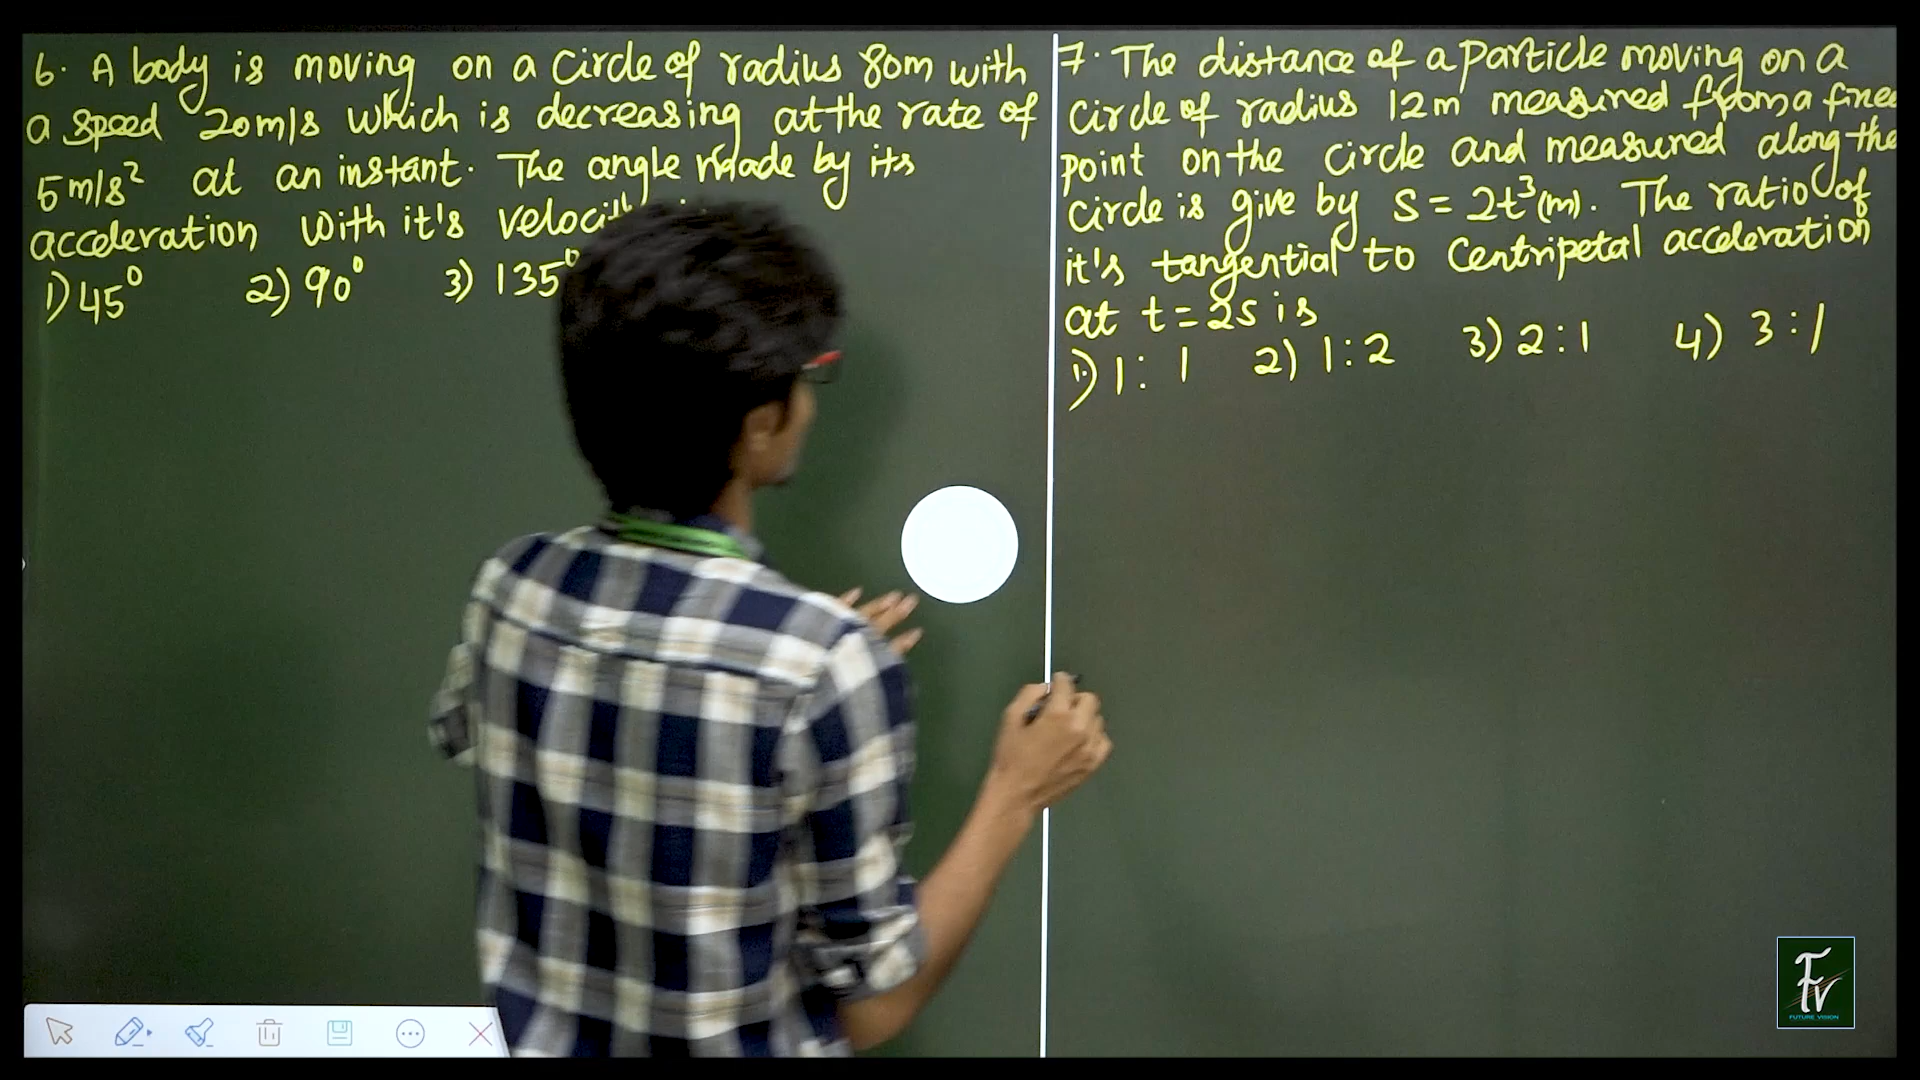 6. A body is moving on a circle of radius 80m with
a speed 20m/s which is decreasing at the rate of
5m/s² at an instant. The angle made by its
acceleration with it's
1) 45° 2) 90° 3) 135°
7. The distance of a particle moving on a
circle of radius 12m measured from a
point on the circle and measured along the
circle is give by S = 2t³(m). The ratio of
it's tangential to centripetal acceleration
at t = 2s is
1) 1 : 1 2) 1 : 2 3) 2 : 1 4) 3 : 1
FV
FUTURE VISION